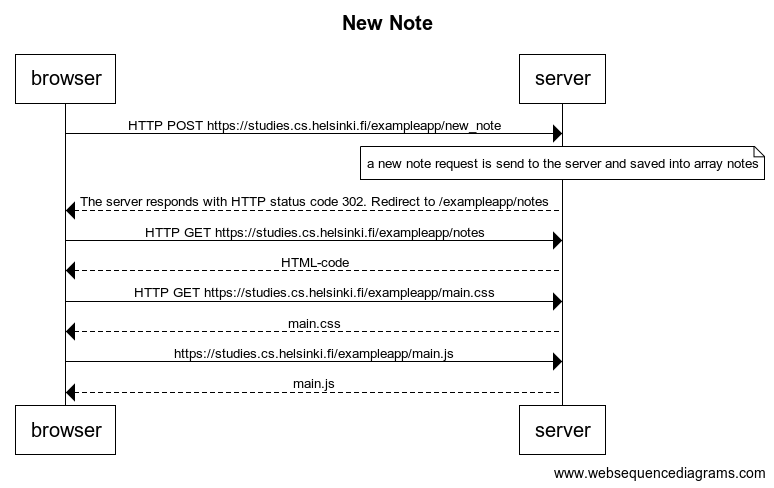 New Note
browser server
HTTP POST https://studies.cs.helsinki.fi/exampleapp/new_note
a new note request is send to the server and saved into array notes
The server responds with HTTP status code 302. Redirect to /exampleapp/notes
HTTP GET https://studies.cs.helsinki.fi/exampleapp/notes
HTML-code
HTTP GET https://studies.cs.helsinki.fi/exampleapp/main.css
main.css
https://studies.cs.helsinki.fi/exampleapp/main.js
main.js
browser server
www.websequencediagrams.com